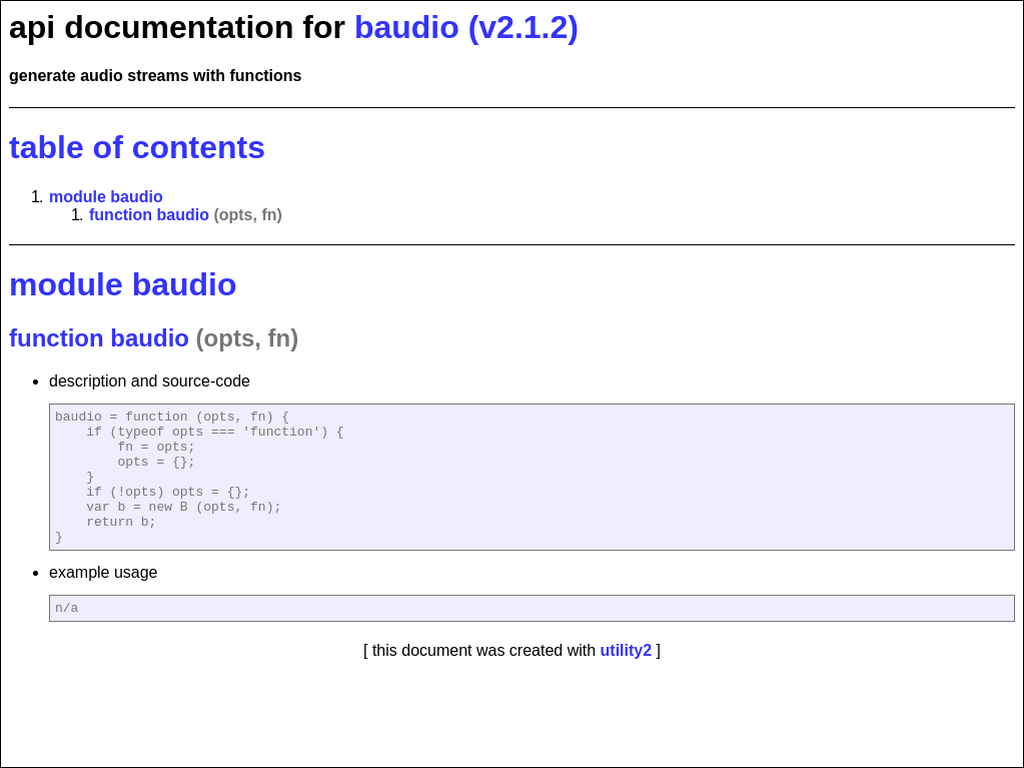 api documentation for baudio (v2.1.2)
generate audio streams with functions
table of contents
1. module baudio
1. function baudio (opts, fn)
module baudio
function baudio (opts, fn)
• description and source-code
baudio = function (opts, fn) {
    if (typeof opts === 'function') {
        fn = opts;
        opts = {};
    }
    if (!opts) opts = {};
    var b = new B (opts, fn);
    return b;
}
• example usage
n/a
[ this document was created with utility2 ]